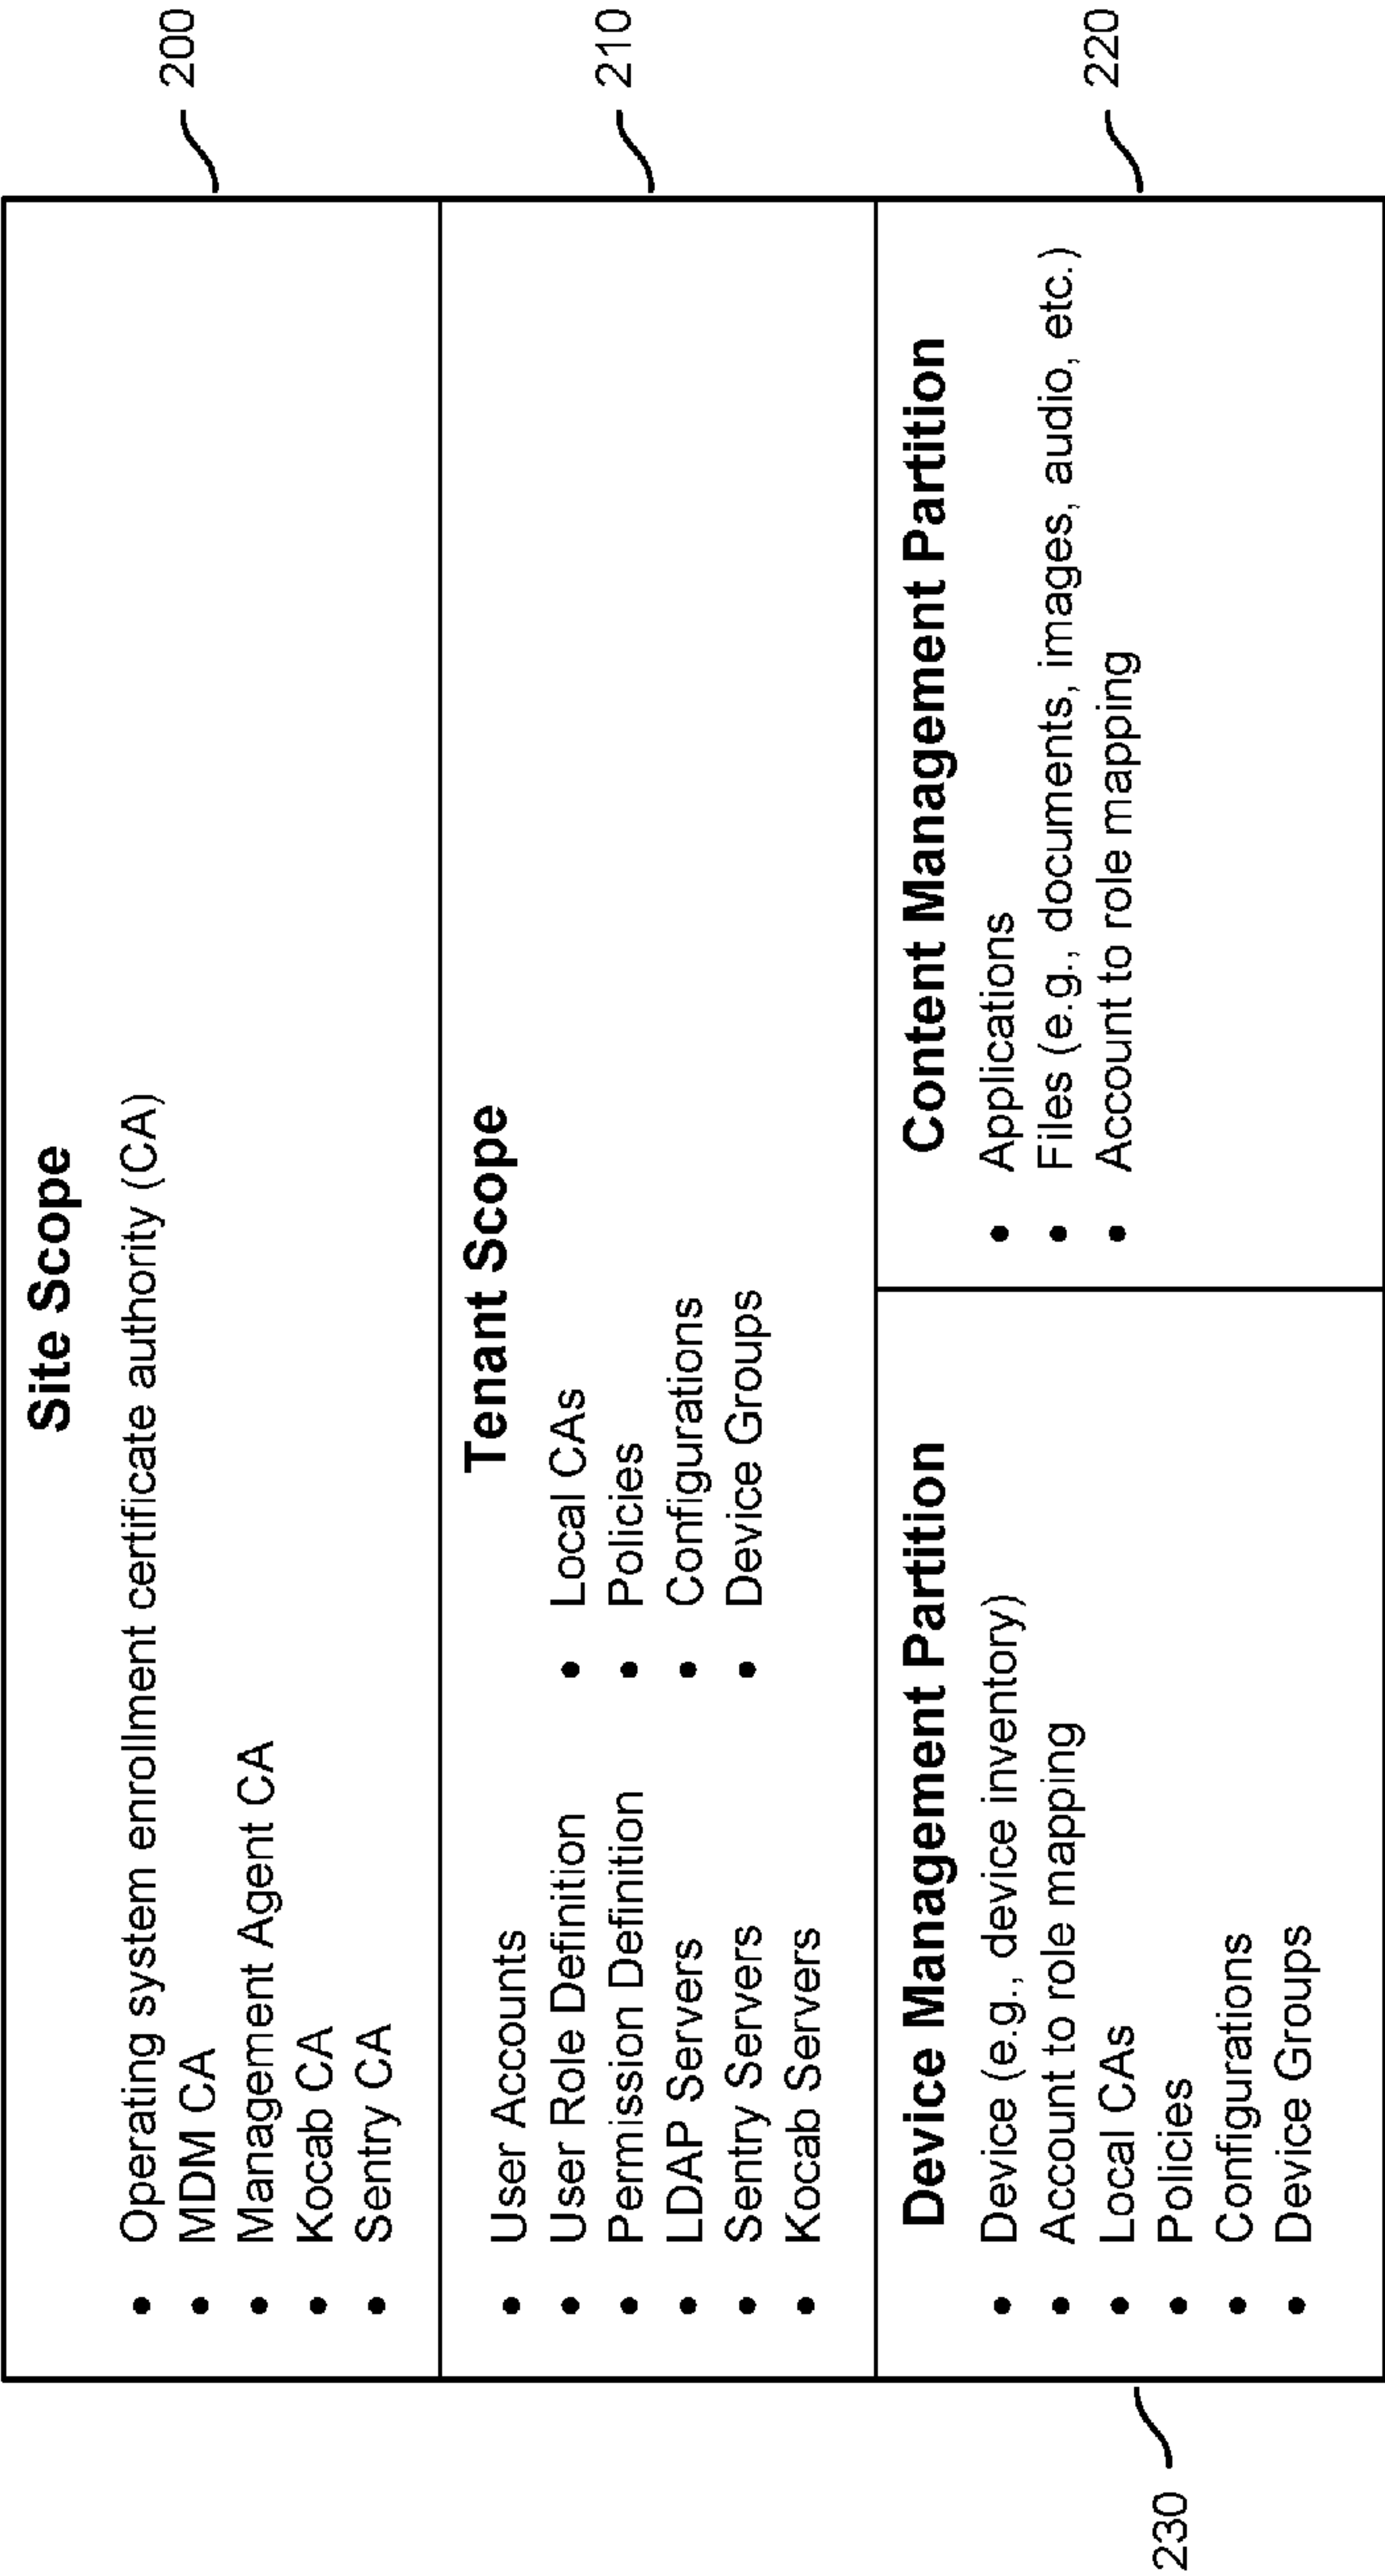 Site Scope
200
• Operating system enrollment certificate authority (CA)
• MDM CA
• Management Agent CA
• Kocab CA
• Sentry CA
Tenant Scope
210
• User Accounts
• User Role Definition
• Permission Definition
• LDAP Servers
• Sentry Servers
• Kocab Servers
• Local CAs
• Policies
• Configurations
• Device Groups
Device Management Partition
• Device (e.g., device inventory)
• Account to role mapping
• Local CAs
• Policies
• Configurations
• Device Groups
230
Content Management Partition
• Applications
• Files (e.g., documents, images, audio, etc.)
• Account to role mapping
220